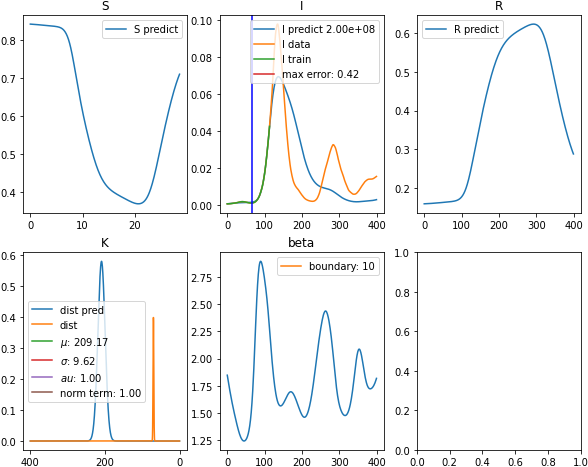 S
I
R
0.8
0.7
0.6
0.5
0.4
0 10 20
S predict
0.10
0.08
0.06
0.04
0.02
0.00
0 100 200 300 400
I predict 2.00e+08
I data
I train
max error: 0.42
0.6
0.5
0.4
0.3
0.2
0 100 200 300 400
R predict
K
beta
0.6
0.5
0.4
0.3
0.2
0.1
0.0
400 200 0
dist pred
dist
μ: 209.17
σ: 9.62
au: 1.00
norm term: 1.00
2.75
2.50
2.25
2.00
1.75
1.50
1.25
0 100 200 300 400
boundary: 10
1.0
0.8
0.6
0.4
0.2
0.0
0.0 0.2 0.4 0.6 0.8 1.0